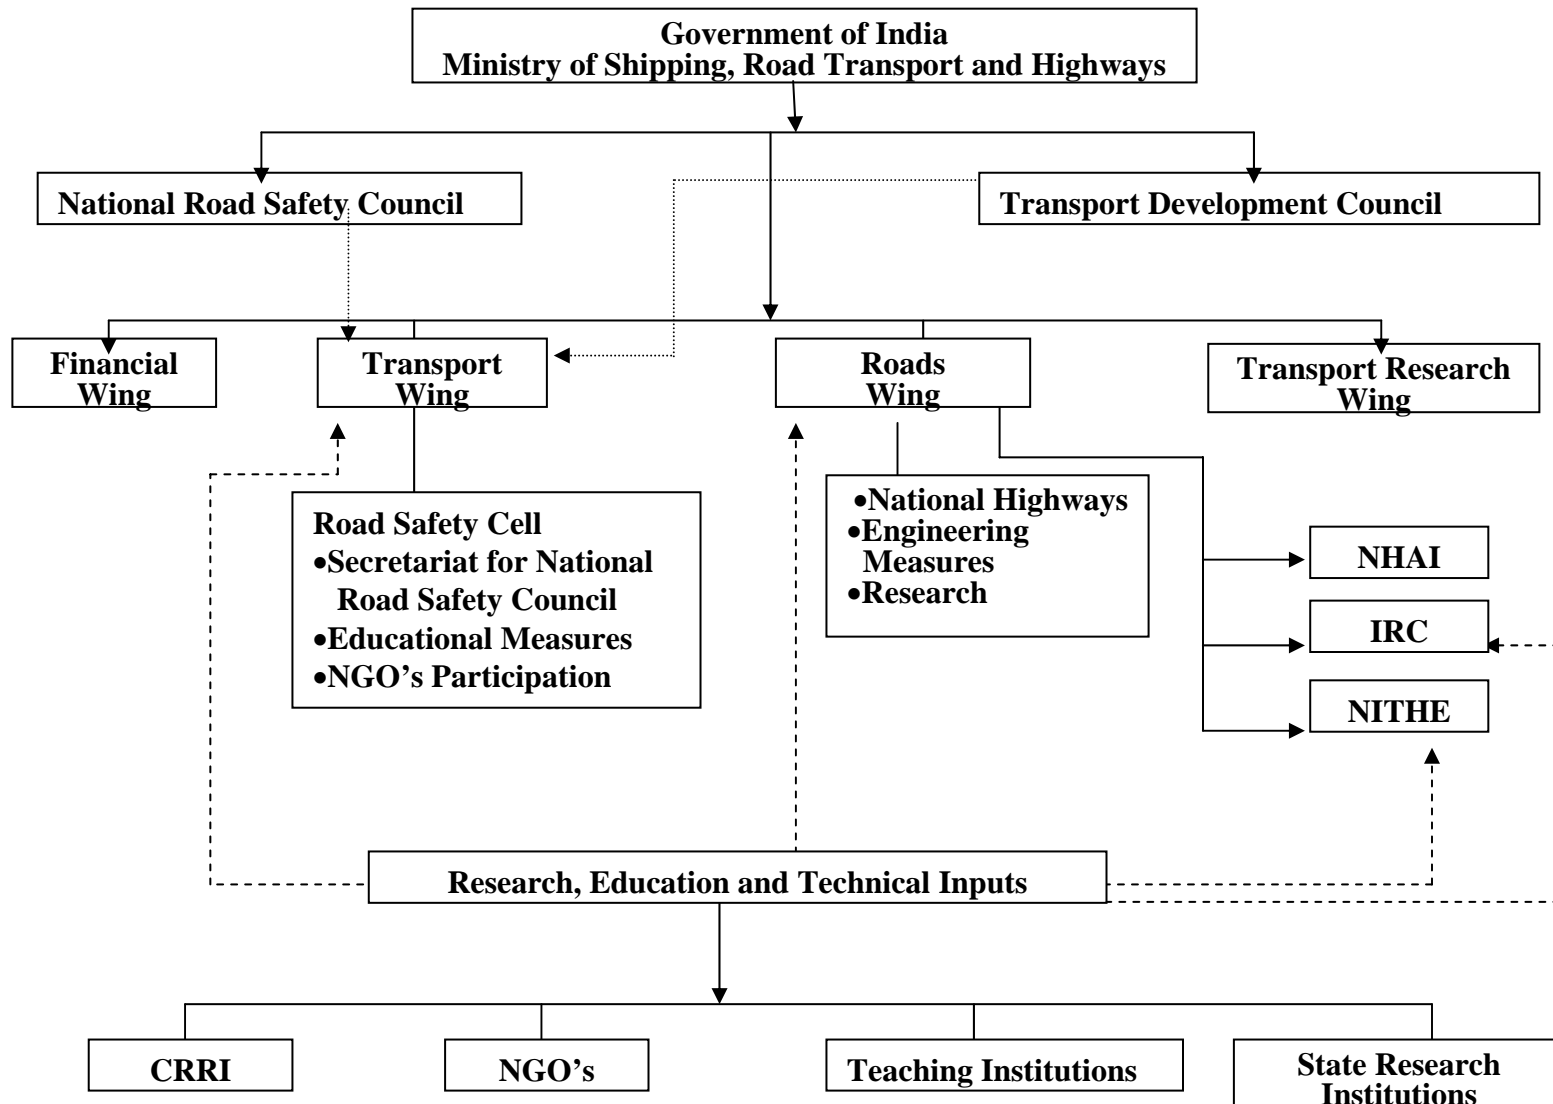 Government of India
Ministry of Shipping, Road Transport and Highways
National Road Safety Council
Transport Development Council
Financial
Wing
Transport
Wing
Roads
Wing
Transport Research
Wing
Road Safety Cell
•Secretariat for National
Road Safety Council
•Educational Measures
•NGO’s Participation
•National Highways
•Engineering
Measures
•Research
NHAI
IRC
NITHE
Research, Education and Technical Inputs
CRRI
NGO’s
Teaching Institutions
State Research
Institutions